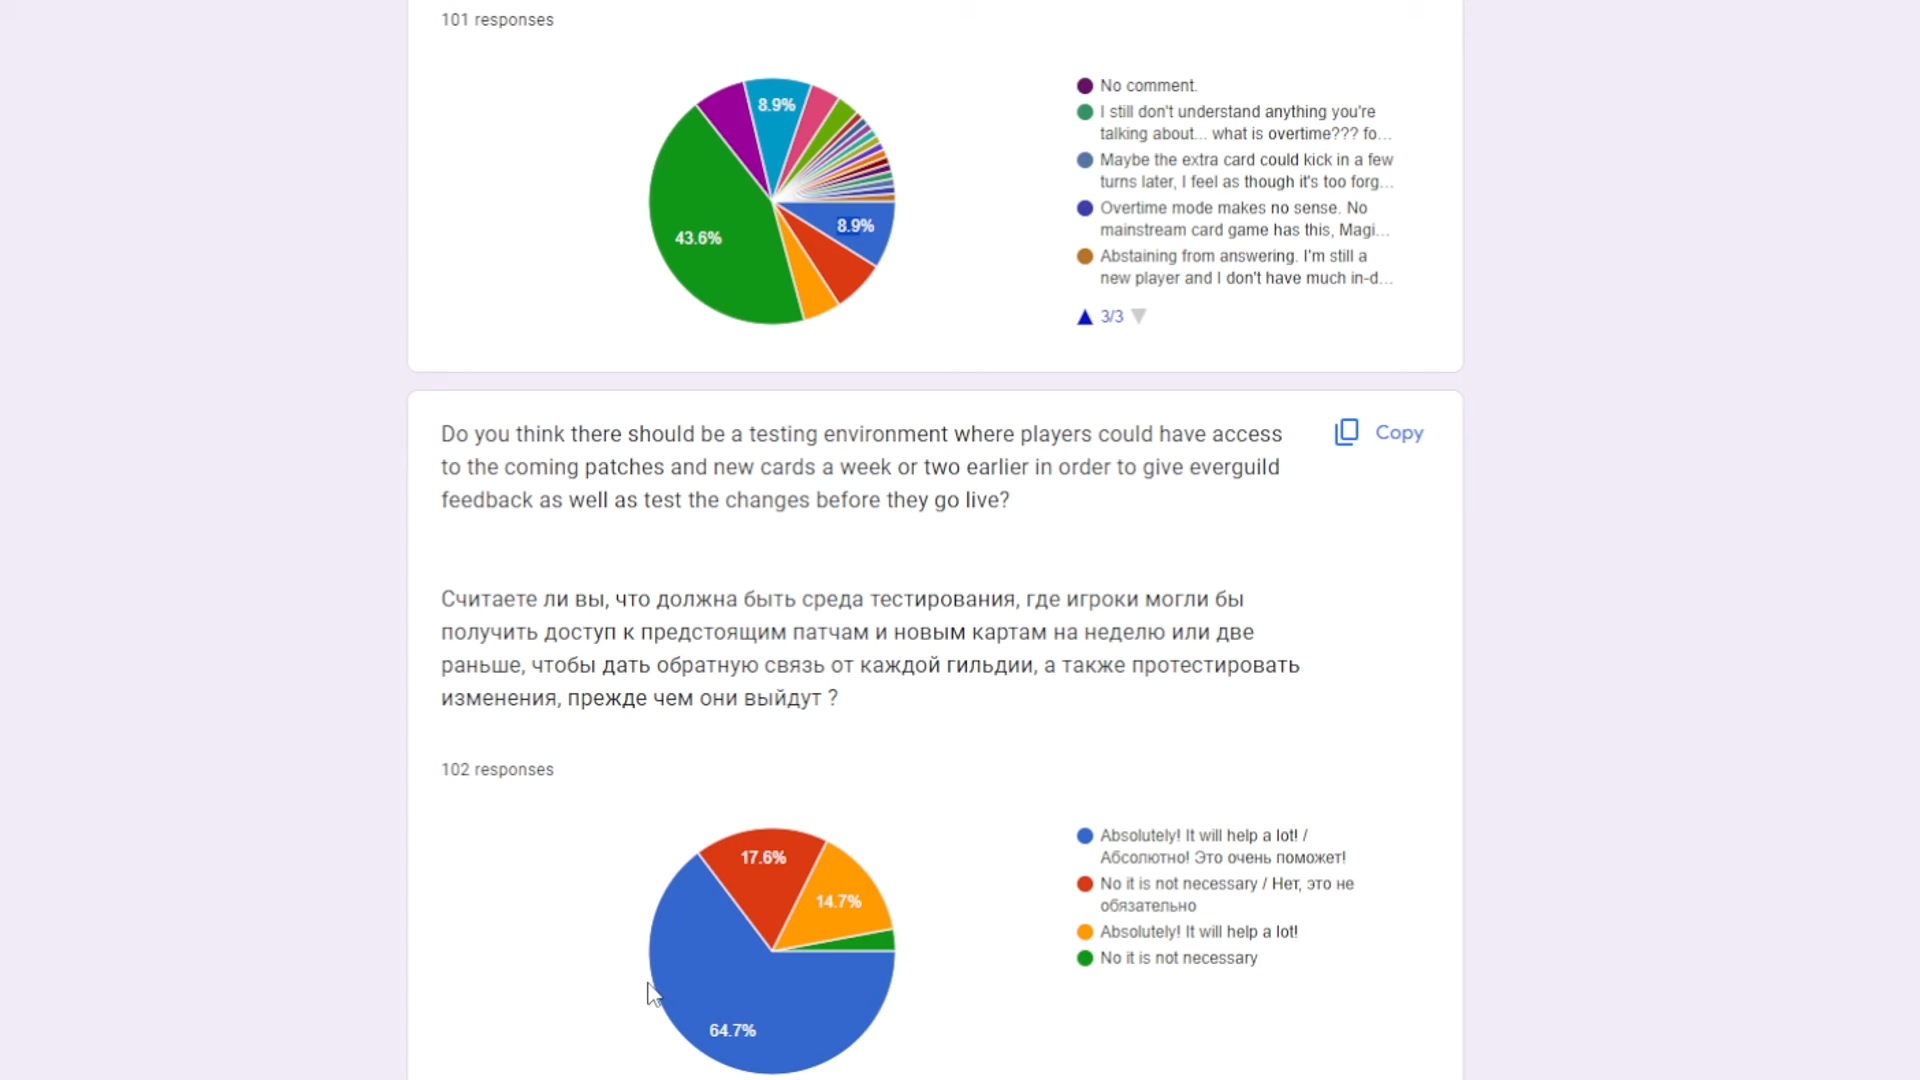 101 responses
8.9%
8.9%
43.6%
No comment.
I still don't understand anything you're
talking about... what is overtime??? fo...
Maybe the extra card could kick in a few
turns later, I feel as though it's too forg...
Overtime mode makes no sense. No
mainstream card game has this, Magi...
Abstaining from answering. I'm still a
new player and I don't have much in-d...
3/3
Do you think there should be a testing environment where players could have access
to the coming patches and new cards a week or two earlier in order to give everguild
feedback as well as test the changes before they go live?
Copy
Считаете ли вы, что должна быть среда тестирования, где игроки могли бы
получить доступ к предстоящим патчам и новым картам на неделю или две
раньше, чтобы дать обратную связь от каждой гильдии, а также протестировать
изменения, прежде чем они выйдут ?
102 responses
17.6%
14.7%
64.7%
Absolutely! It will help a lot! /
Абсолютно! Это очень поможет!
No it is not necessary / Нет, это не
обязательно
Absolutely! It will help a lot!
No it is not necessary